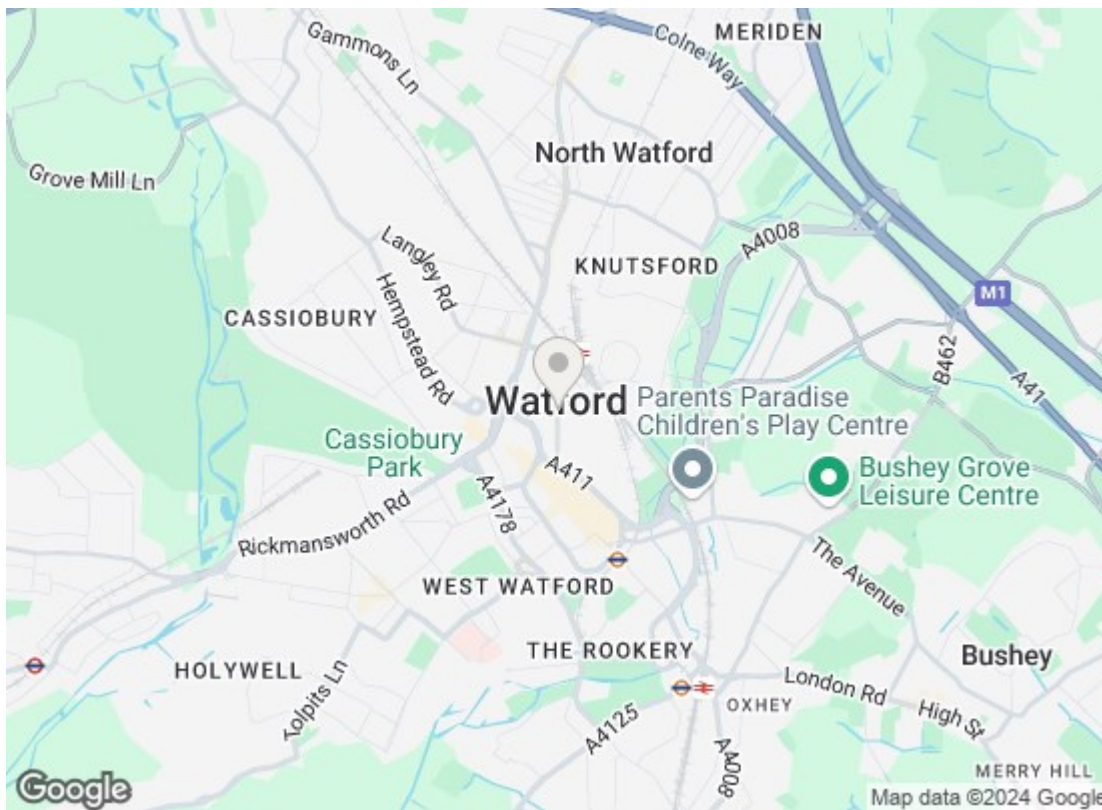 MERIDEN
Gammons Ln
Colne Way
North Watford
Grove Mill Ln
Langley Rd
A4008
KNUTSFORD
M1
CASSIOBURY
Hempstead Rd
B462
A41
Watford
Parents Paradise
Children's Play Centre
Cassiobury
Park
A411
Bushey Grove
Leisure Centre
A4178
Rickmansworth Rd
The Avenue
WEST WATFORD
THE ROOKERY
Bushey
HOLYWELL
Tolpits Ln
London Rd
OXHEY
High St
A4125
A4008
MERRY HILL
Google
Map data ©2024 Google